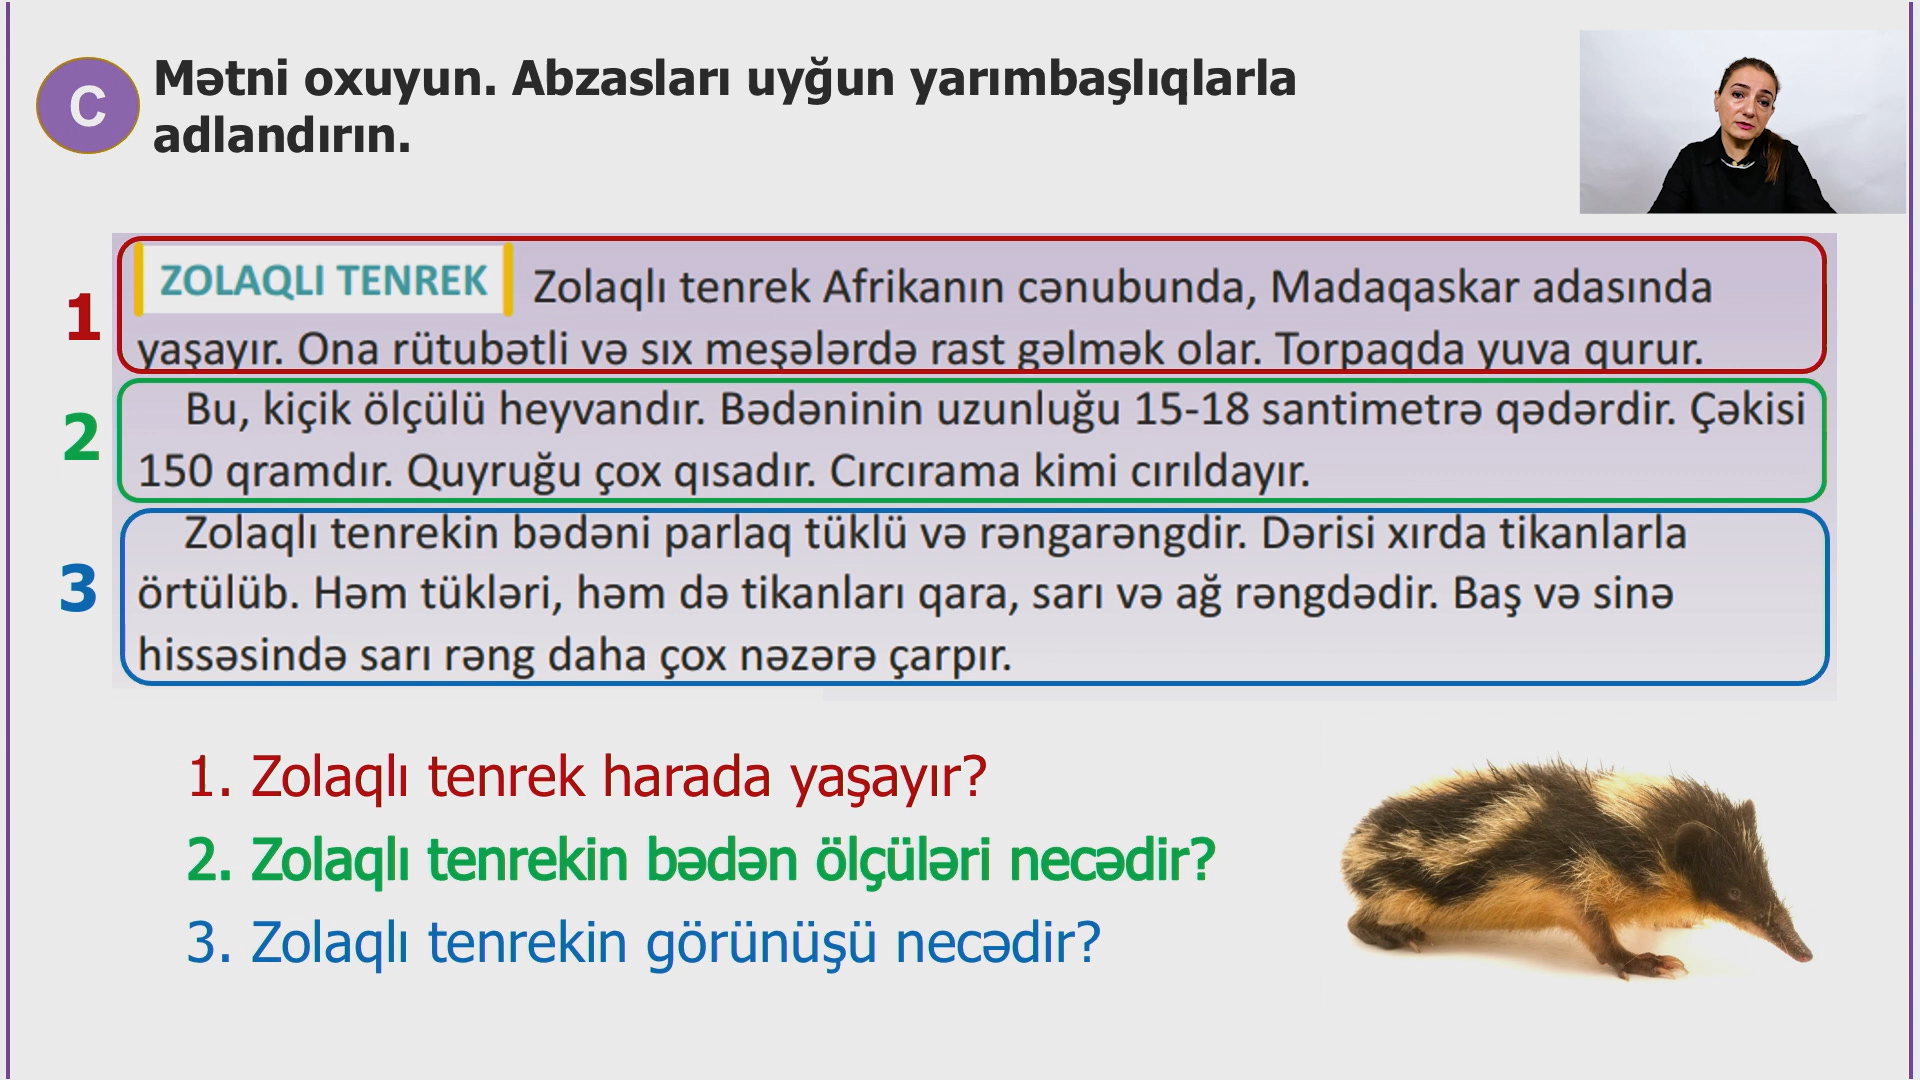 C
Mətni oxuyun. Abzasları uyğun yarımbaşlıqlarla
adlandırın.
1
ZOLAQLI TENREK Zolaqlı tenrek Afrikanın cənubunda, Madaqaskar adasında
yaşayır. Ona rütubətli və sıx meşələrdə rast gəlmək olar. Torpaqda yuva qurur.
2
Bu, kiçik ölçülü heyvandır. Bədəninin uzunluğu 15-18 santimetrə qədərdir. Çəkisi
150 qramdır. Quyruğu çox qısadır. Cırcırama kimi cırıldayır.
3
Zolaqlı tenrekin bədəni parlaq tüklü və rəngarəngdir. Dərisi xırda tikanlarla
örtülüb. Həm tükləri, həm də tikanları qara, sarı və ağ rəngdədir. Baş və sinə
hissəsində sarı rəng daha çox nəzərə çarpır.
1. Zolaqlı tenrek harada yaşayır?
2. Zolaqlı tenrekin bədən ölçüləri necədir?
3. Zolaqlı tenrekin görünüşü necədir?